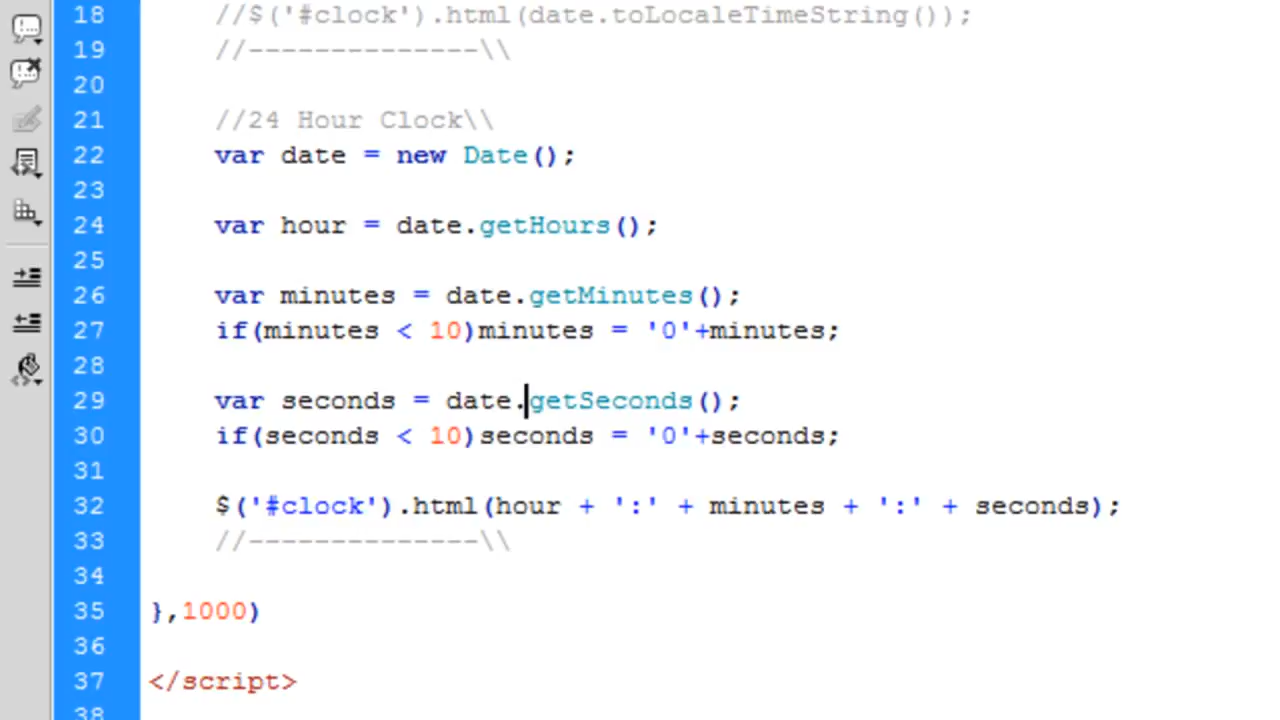 18 //$('#clock').html(date.toLocaleTimeString());
19 //--------------\\
20
21 //24 Hour Clock\\
22 var date = new Date();
23
24 var hour = date.getHours();
25
26 var minutes = date.getMinutes();
27 if(minutes < 10)minutes = '0'+minutes;
28
29 var seconds = date.getSeconds();
30 if(seconds < 10)seconds = '0'+seconds;
31
32 $('#clock').html(hour + ':' + minutes + ':' + seconds);
33 //--------------\\
34
35 },1000)
36
37 </script>
38